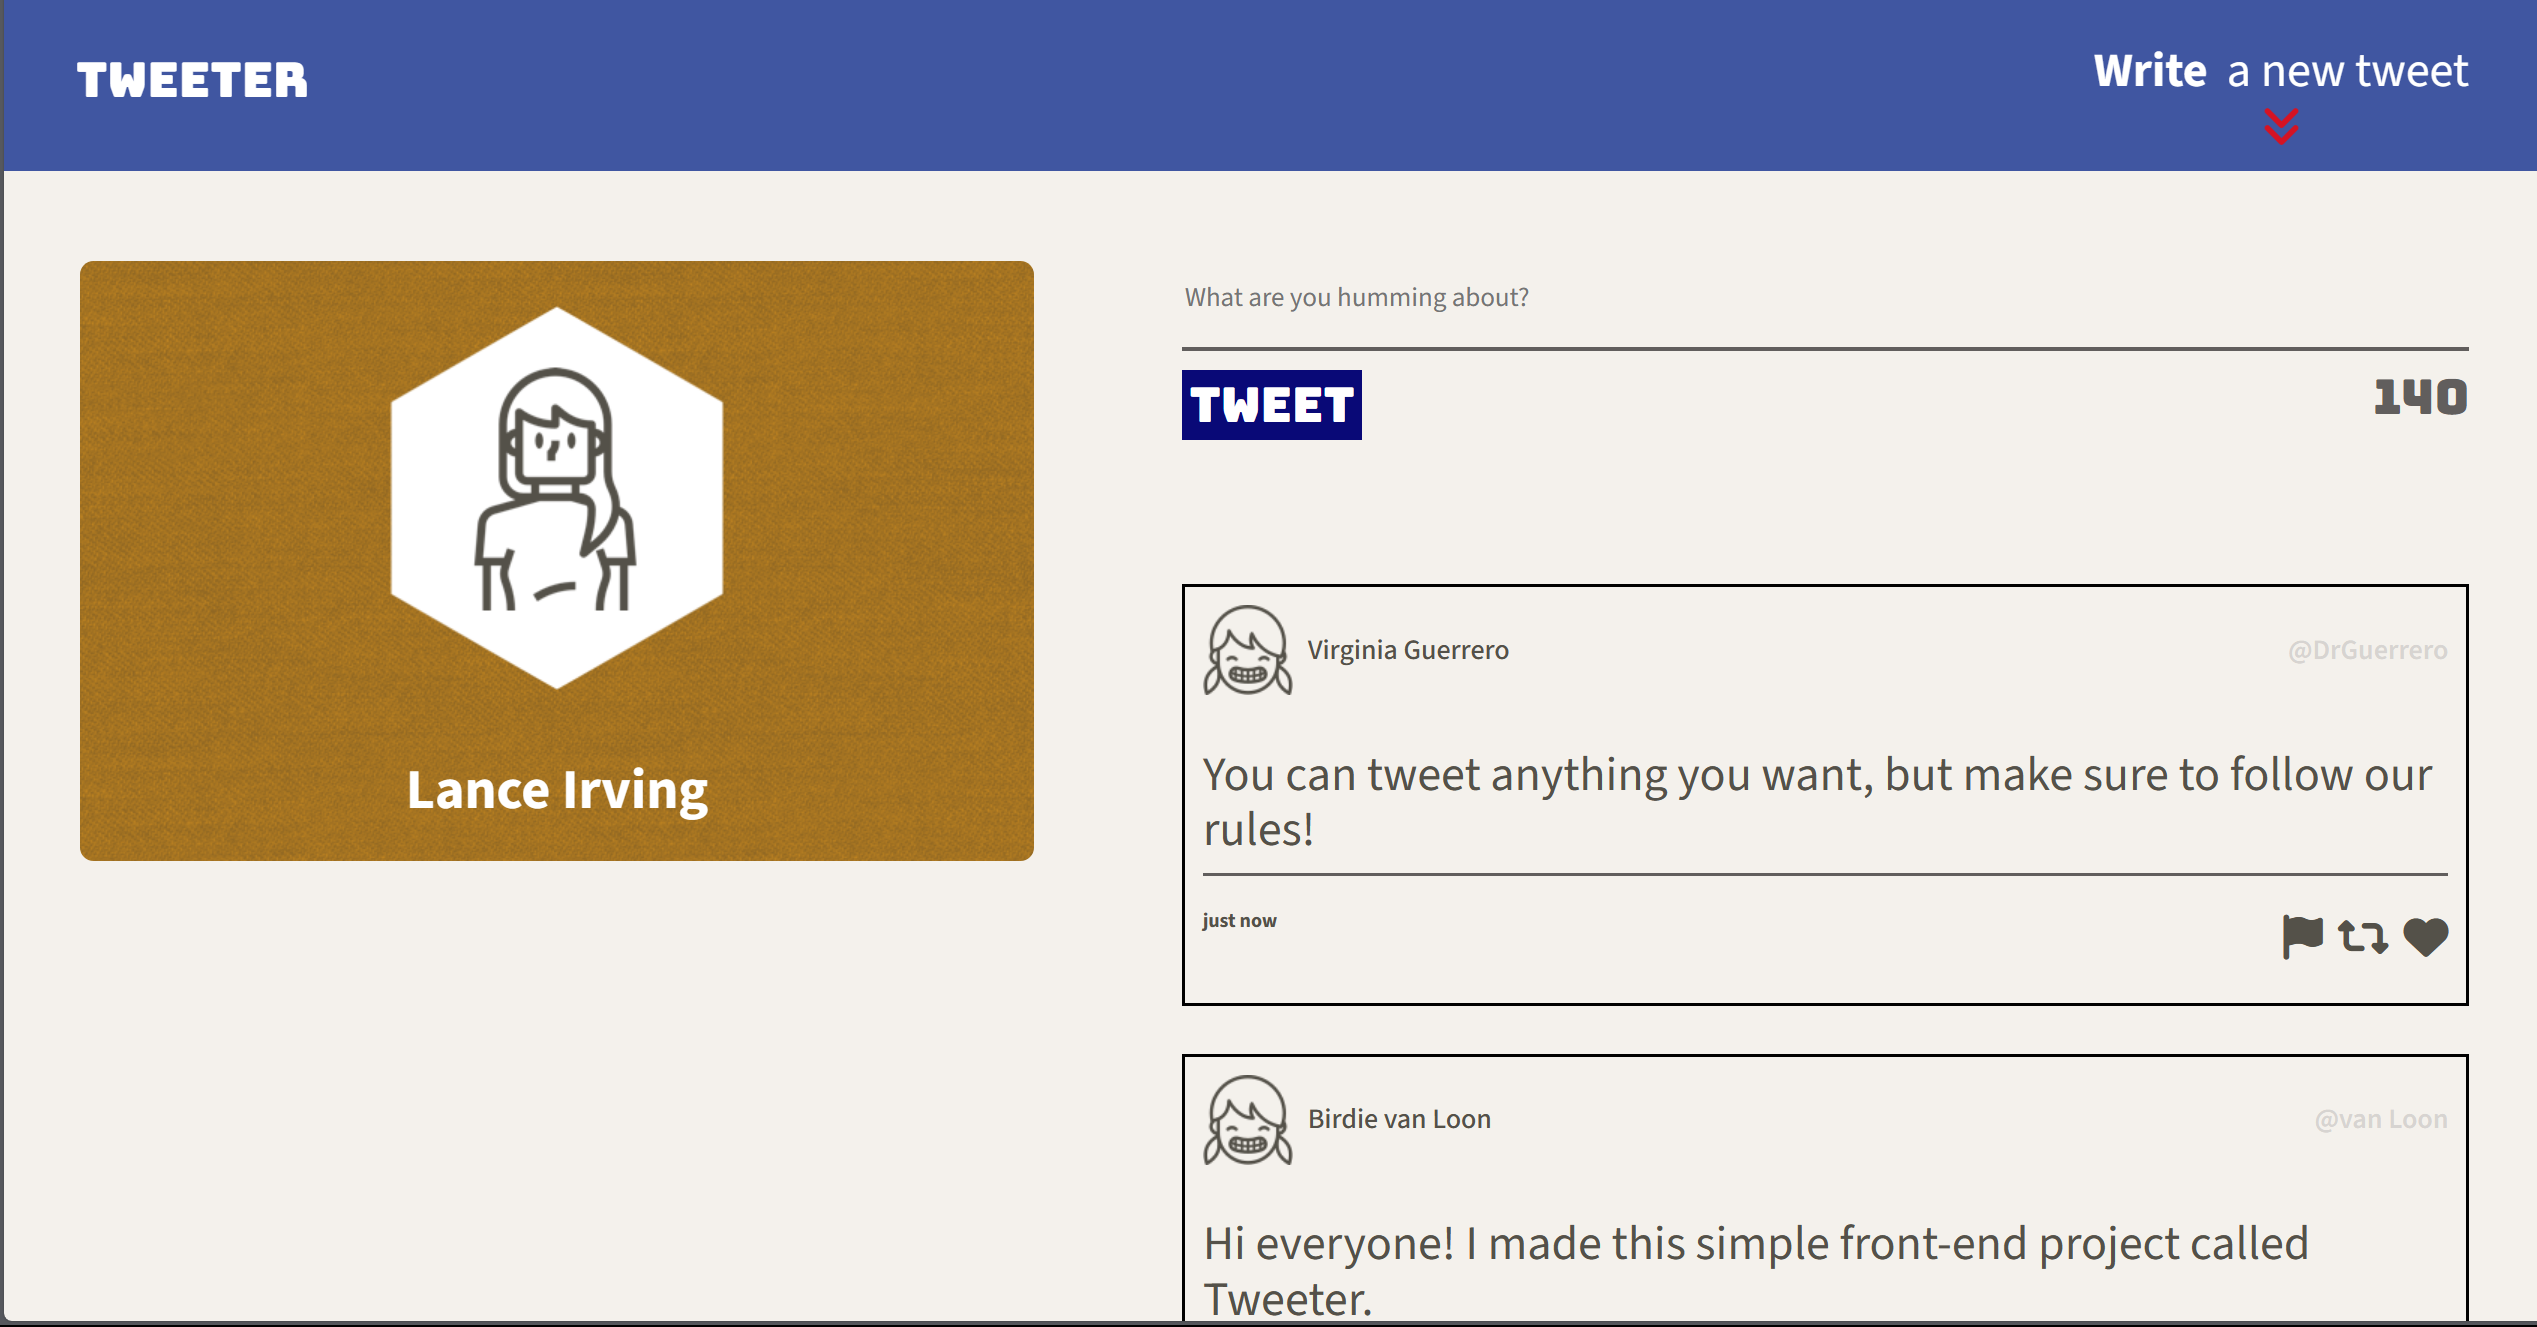 TWEETER
Write a new tweet
Lance Irving
What are you humming about?
TWEET
140
Virginia Guerrero
@DrGuerrero
You can tweet anything you want, but make sure to follow our
rules!
just now
Birdie van Loon
@van Loon
Hi everyone! I made this simple front-end project called
Tweeter.